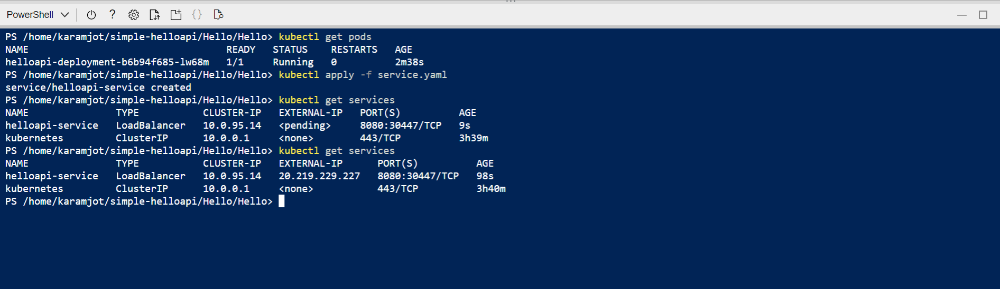 PowerShell
PS /home/karamjot/simple-helloapi/Hello/Hello> kubectl get pods
NAME READY STATUS RESTARTS AGE
helloapi-deployment-b6b94f685-lw68m 1/1 Running 0 2m38s
PS /home/karamjot/simple-helloapi/Hello/Hello> kubectl apply -f service.yaml
service/helloapi-service created
PS /home/karamjot/simple-helloapi/Hello/Hello> kubectl get services
NAME TYPE CLUSTER-IP EXTERNAL-IP PORT(S) AGE
helloapi-service LoadBalancer 10.0.95.14 <pending> 8080:30447/TCP 9s
kubernetes ClusterIP 10.0.0.1 <none> 443/TCP 3h39m
PS /home/karamjot/simple-helloapi/Hello/Hello> kubectl get services
NAME TYPE CLUSTER-IP EXTERNAL-IP PORT(S) AGE
helloapi-service LoadBalancer 10.0.95.14 20.219.229.227 8080:30447/TCP 98s
kubernetes ClusterIP 10.0.0.1 <none> 443/TCP 3h40m
PS /home/karamjot/simple-helloapi/Hello/Hello>